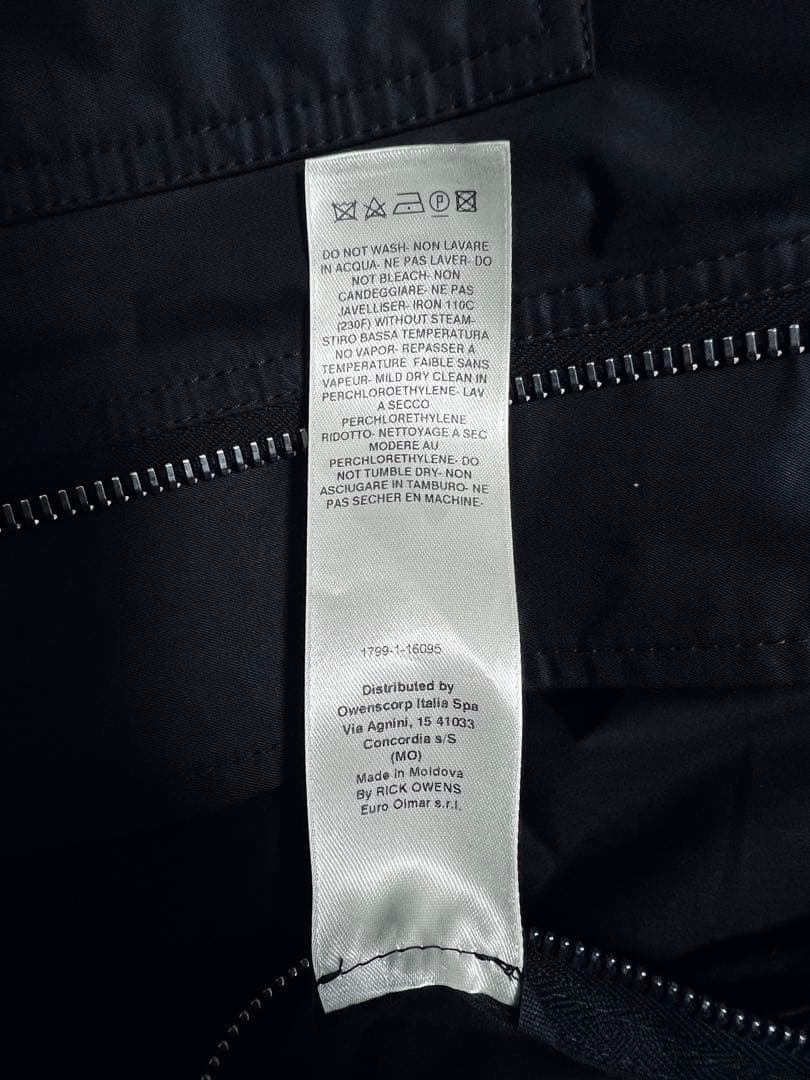 P
DO NOT WASH- NON LAVARE
IN ACQUA- NE PAS LAVER- DO
NOT BLEACH- NON
CANDEGGIARE- NE PAS
JAVELLISER- IRON 110C
(230F) WITHOUT STEAM-
STIRO BASSA TEMPERATURA
NO VAPOR- REPASSER À
TEMPERATURE FAIBLE SANS
VAPEUR- MILD DRY CLEAN IN
PERCHLOROETHYLENE- LAV
A SECCO
PERCHLORETHYLENE
RIDOTTO- NETTOYAGE A SEC
MODERE AU
PERCHLORETHYLENE- DO
NOT TUMBLE DRY- NON
ASCIUGARE IN TAMBURO- NE
PAS SECHER EN MACHINE-
1799-1-16095
Distributed by
Owenscorp Italia Spa
Via Agnini, 15 41033
Concordia s/S
(MO)
Made in Moldova
By RICK OWENS
Euro Olmar s.r.l.